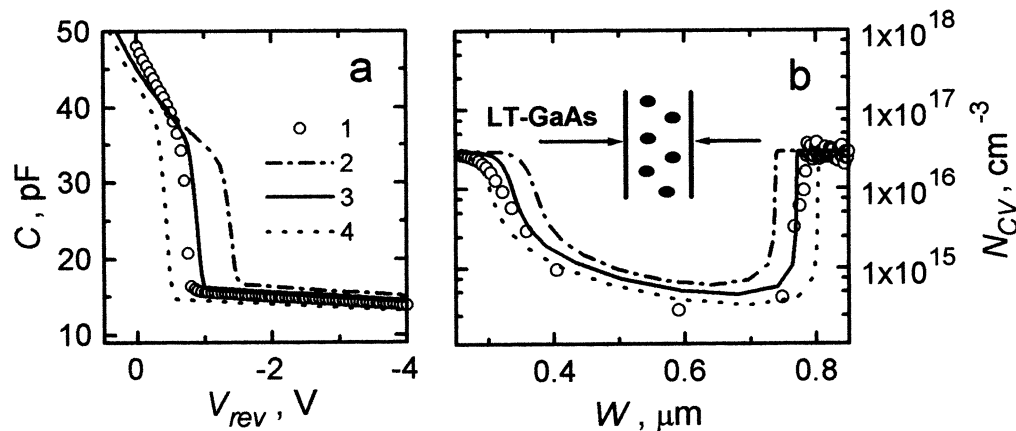 50
40
30
20
10
C, pF
a
1
2
3
4
0
-2
-4
V_rev, V
b
LT-GaAs
0.4
0.6
0.8
W, μm
1x10^18
1x10^17
1x10^16
1x10^15
N_CV, cm^-3